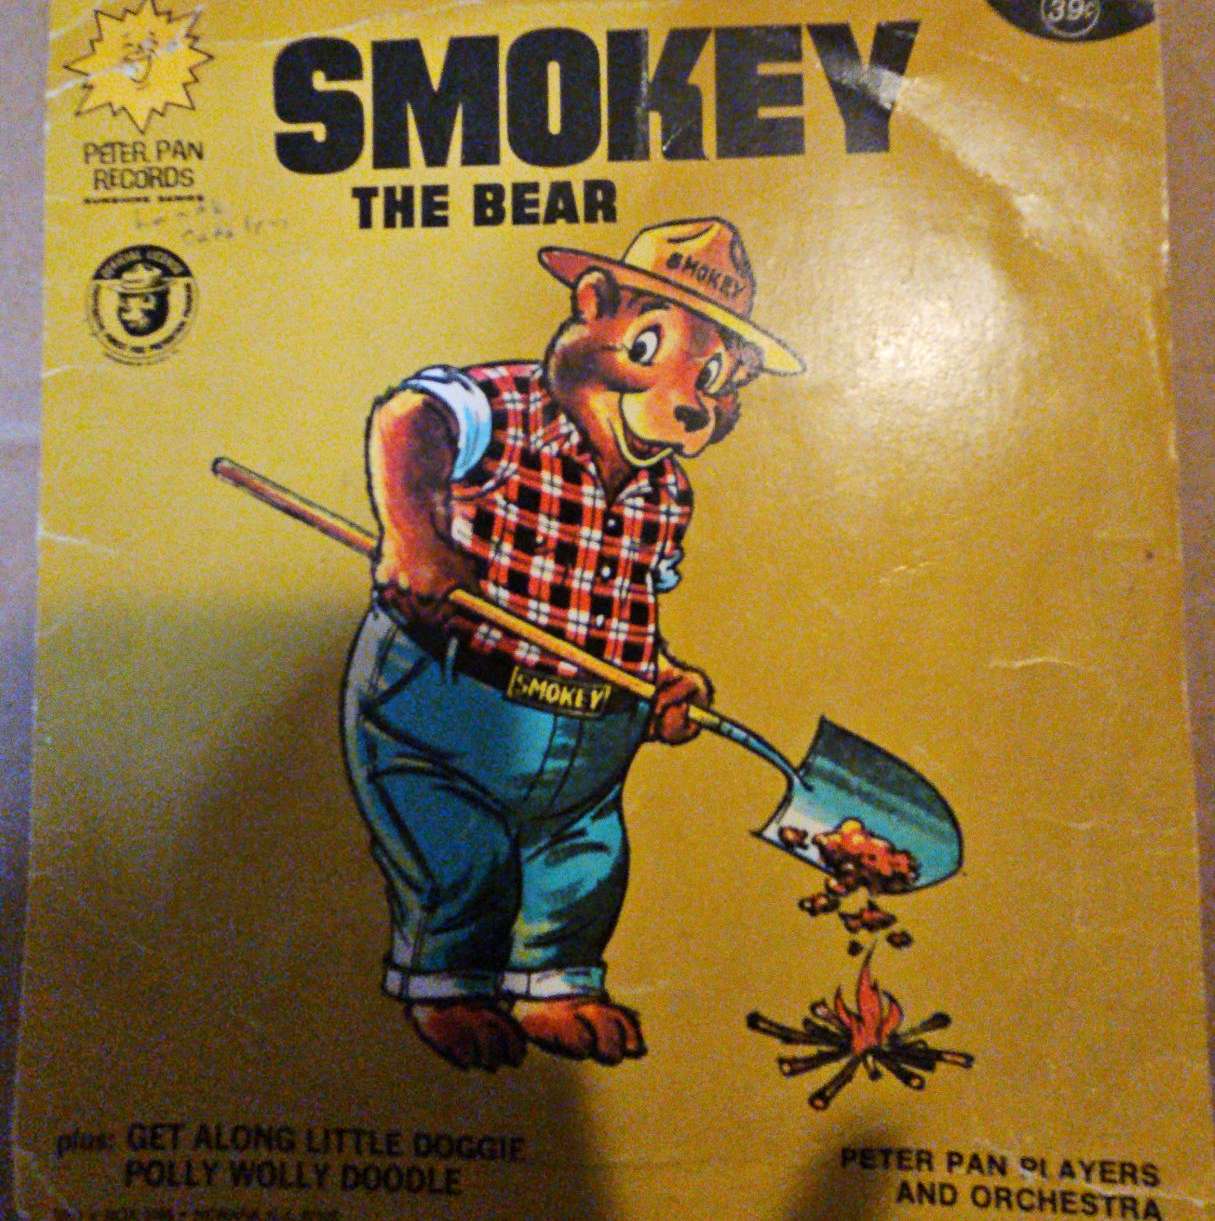 39¢
SMOKEY
THE BEAR
PETER PAN
RECORDS
SMOKEY
SMOKEY
plus: GET ALONG LITTLE DOGGIE
POLLY WOLLY DOODLE
PETER PAN PLAYERS
AND ORCHESTRA